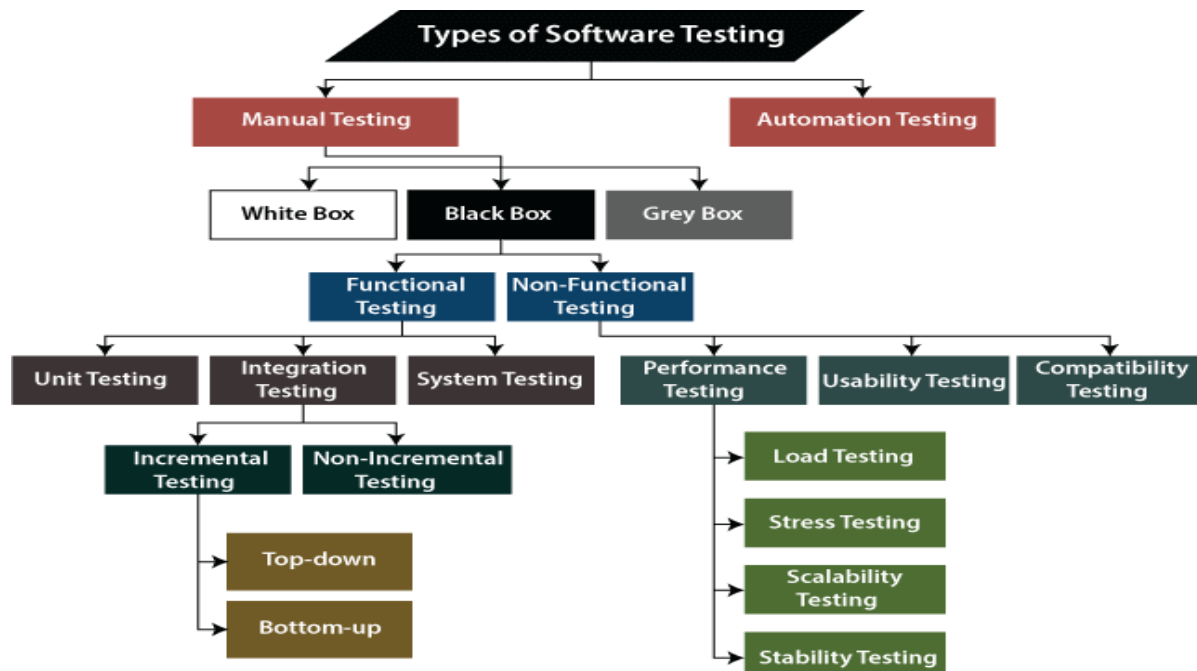 Types of Software Testing
Manual Testing
Automation Testing
White Box
Black Box
Grey Box
Functional
Testing
Non-Functional
Testing
Unit Testing
Integration
Testing
System Testing
Performance
Testing
Usability Testing
Compatibility
Testing
Incremental
Testing
Non-Incremental
Testing
Load Testing
Stress Testing
Top-down
Scalability
Testing
Bottom-up
Stability Testing